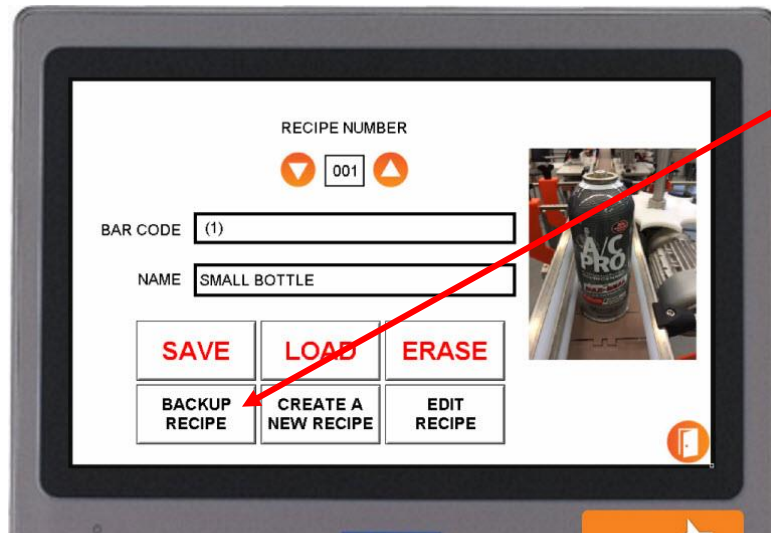 RECIPE NUMBER
001
BAR CODE (1)
NAME SMALL BOTTLE
A/C
PRO
SAVE LOAD ERASE
BACKUP
RECIPE
CREATE A
NEW RECIPE
EDIT
RECIPE